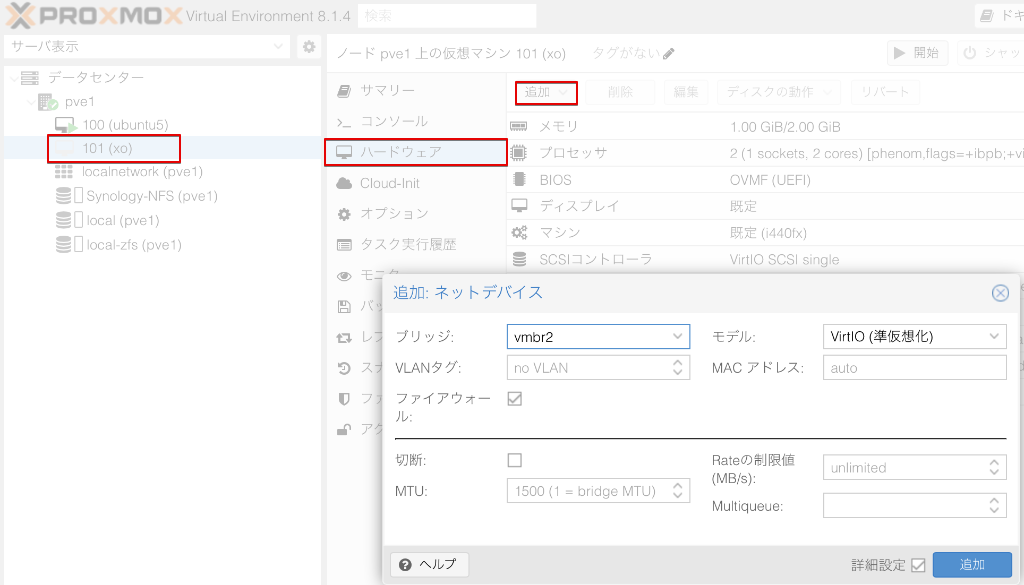 PROXMOX Virtual Environment 8.1.4 検索 ドキ
サーバ表示
ノード pve1 上の仮想マシン 101 (xo) タグがない 開始 シャッ
データセンター
pve1
100 (ubuntu5)
101 (xo)
localnetwork (pve1)
Synology-NFS (pve1)
local (pve1)
local-zfs (pve1)
サマリー
コンソール
ハードウェア
Cloud-Init
オプション
タスク実行履歴
モニター
追加 削除 編集 ディスクの動作 リバート
メモリ 1.00 GiB/2.00 GiB
プロセッサ 2 (1 sockets, 2 cores) [phenom,flags=+ibpb;+vi
BIOS OVMF (UEFI)
ディスプレイ 既定
マシン 既定 (i440fx)
SCSIコントローラ VirtIO SCSI single
追加: ネットデバイス
ブリッジ: vmbr2 モデル: VirtIO (準仮想化)
VLANタグ: no VLAN MAC アドレス: auto
ファイアウォー
ル:
切断: Rateの制限値
(MB/s): unlimited
MTU: 1500 (1 = bridge MTU)
Multiqueue:
ヘルプ 詳細設定 追加